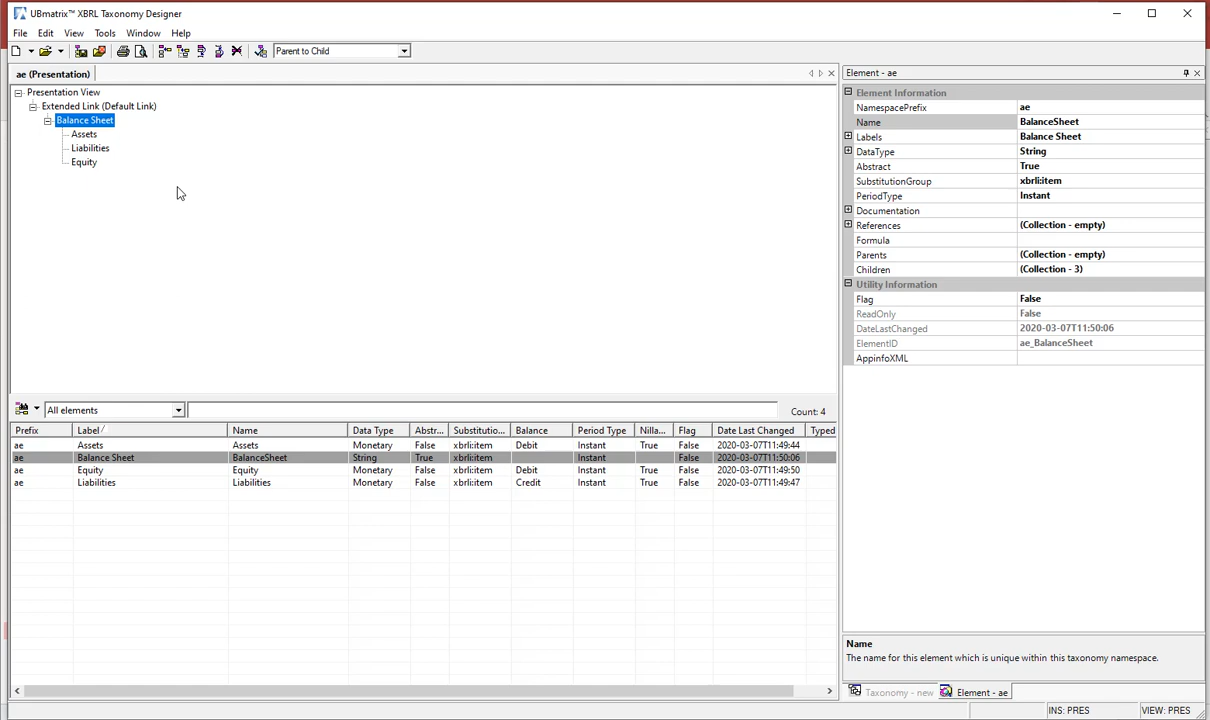 UBmatrix™ XBRL Taxonomy Designer
File Edit View Tools Window Help
Parent to Child
ae (Presentation)
Presentation View
Extended Link (Default Link)
Balance Sheet
Assets
Liabilities
Equity
All elements
Count: 4
Prefix Label Name Data Type Abstr... Substitutio... Balance Period Type Nilla... Flag Date Last Changed Typed
ae Assets Assets Monetary False xbrli:item Debit Instant True False 2020-03-07T11:49:44
ae Balance Sheet BalanceSheet String True xbrli:item Instant False 2020-03-07T11:50:06
ae Equity Equity Monetary False xbrli:item Debit Instant True False 2020-03-07T11:49:50
ae Liabilities Liabilities Monetary False xbrli:item Credit Instant True False 2020-03-07T11:49:47
Element - ae
Element Information
NamespacePrefix ae
Name BalanceSheet
Labels Balance Sheet
DataType String
Abstract True
SubstitutionGroup xbrli:item
PeriodType Instant
Documentation
References (Collection - empty)
Formula
Parents (Collection - empty)
Children (Collection - 3)
Utility Information
Flag False
ReadOnly False
DateLastChanged 2020-03-07T11:50:06
ElementID ae_BalanceSheet
AppinfoXML
Name
The name for this element which is unique within this taxonomy namespace.
Taxonomy - new Element - ae
INS: PRES VIEW: PRES